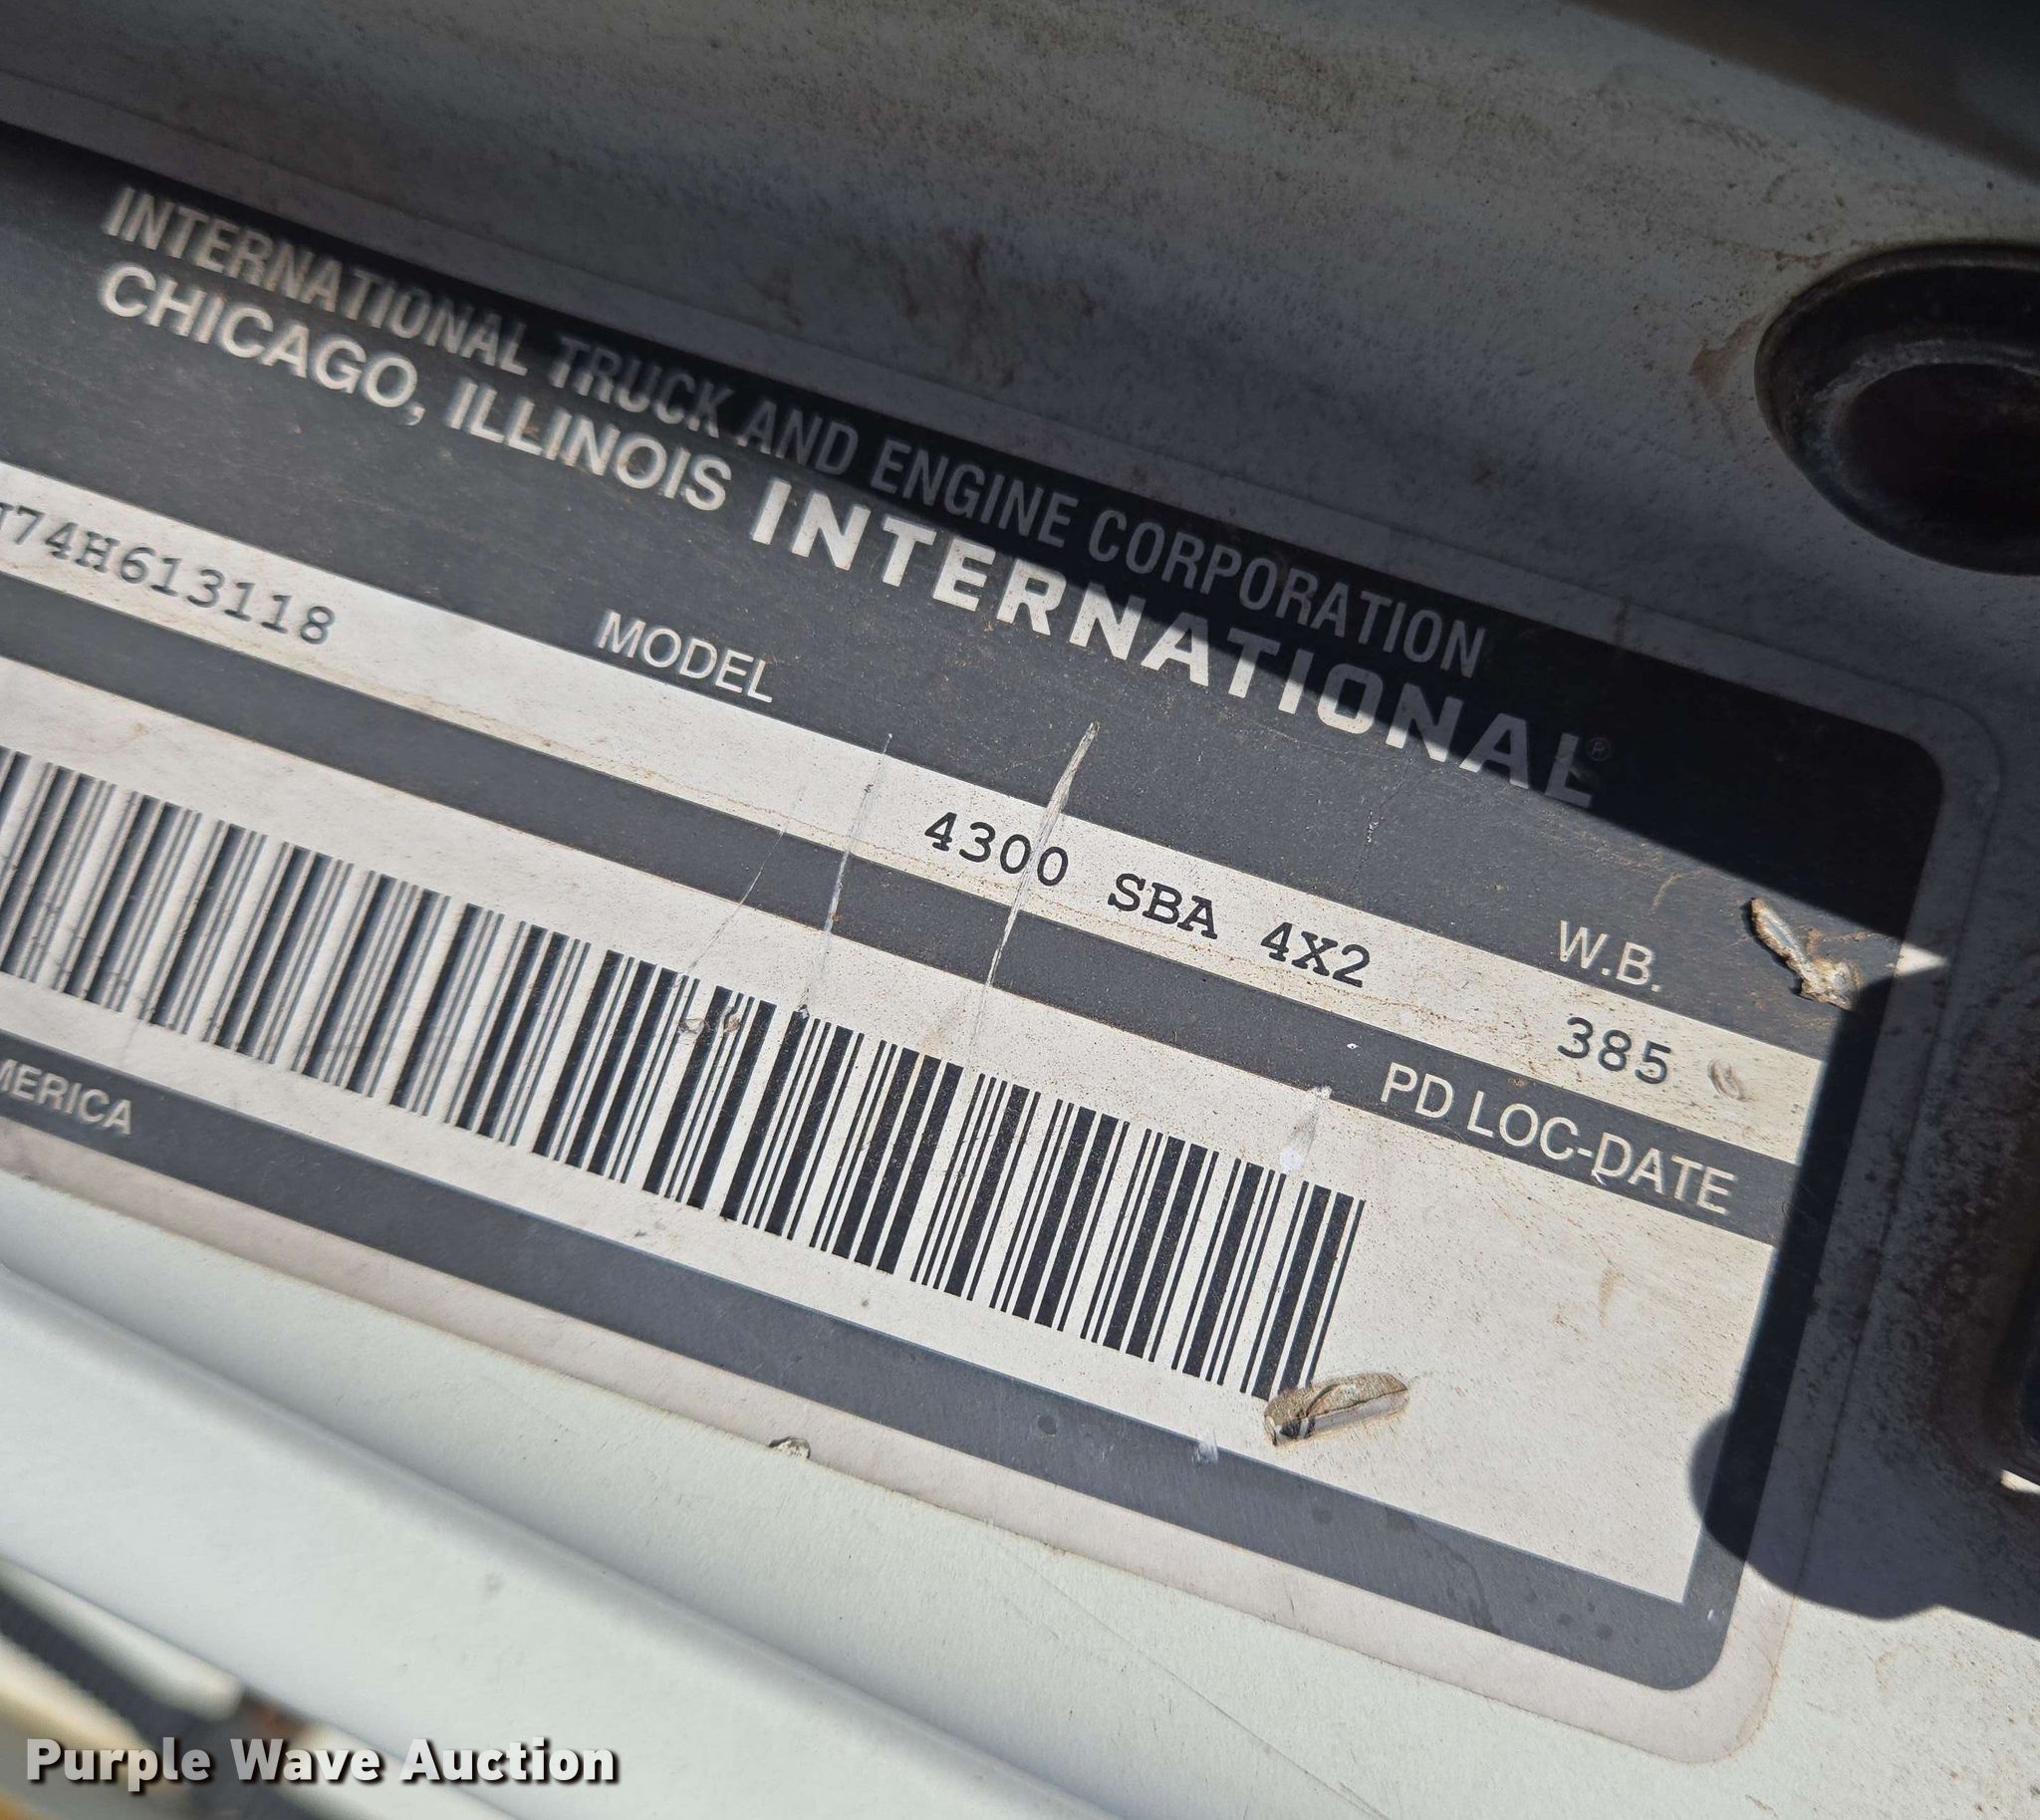 INTERNATIONAL TRUCK AND ENGINE CORPORATION
CHICAGO, ILLINOIS INTERNATIONAL®
74H613118
MODEL
4300 SBA 4X2
W.B.
385
PD LOC-DATE
MERICA
Purple Wave Auction